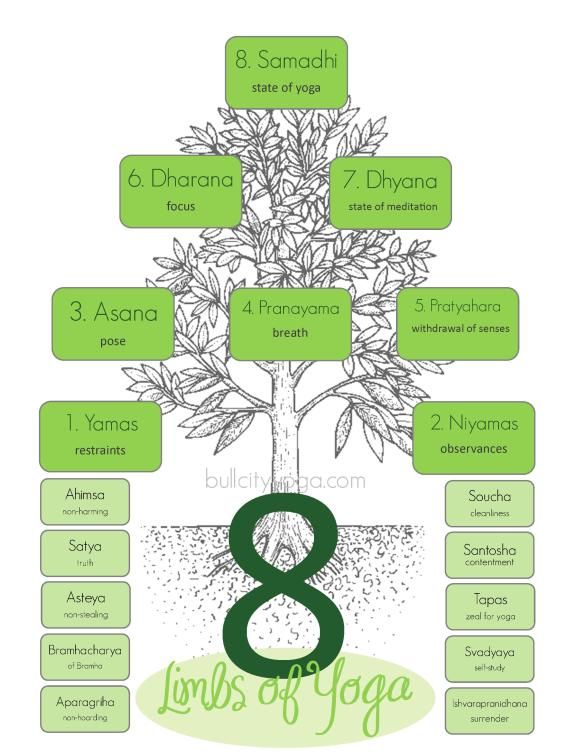 8. Samadhi
state of yoga
6. Dharana
focus
7. Dhyana
state of meditation
3. Asana
pose
4. Pranayama
breath
5. Pratyahara
withdrawal of senses
1. Yamas
restraints
2. Niyamas
observances
bullcityyoga.com
Ahimsa
non-harming
Satya
truth
Asteya
non-stealing
Bramhacharya
of Bramha
Aparagriha
non-hoarding
Soucha
cleanliness
Santosha
contentment
Tapas
zeal for yoga
Svadyaya
self-study
Ishvarapranidhana
surrender
8
Limbs of Yoga